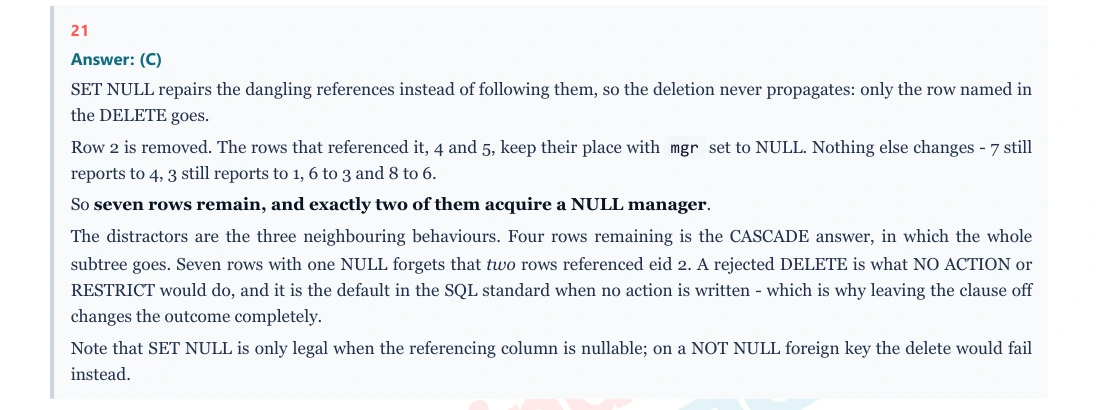 21
Answer: (C)
SET NULL repairs the dangling references instead of following them, so the deletion never propagates: only the row named in
the DELETE goes.
Row 2 is removed. The rows that referenced it, 4 and 5, keep their place with mgr set to NULL. Nothing else changes - 7 still
reports to 4, 3 still reports to 1, 6 to 3 and 8 to 6.
So seven rows remain, and exactly two of them acquire a NULL manager.
The distractors are the three neighbouring behaviours. Four rows remaining is the CASCADE answer, in which the whole
subtree goes. Seven rows with one NULL forgets that two rows referenced eid 2. A rejected DELETE is what NO ACTION or
RESTRICT would do, and it is the default in the SQL standard when no action is written - which is why leaving the clause off
changes the outcome completely.
Note that SET NULL is only legal when the referencing column is nullable; on a NOT NULL foreign key the delete would fail
instead.